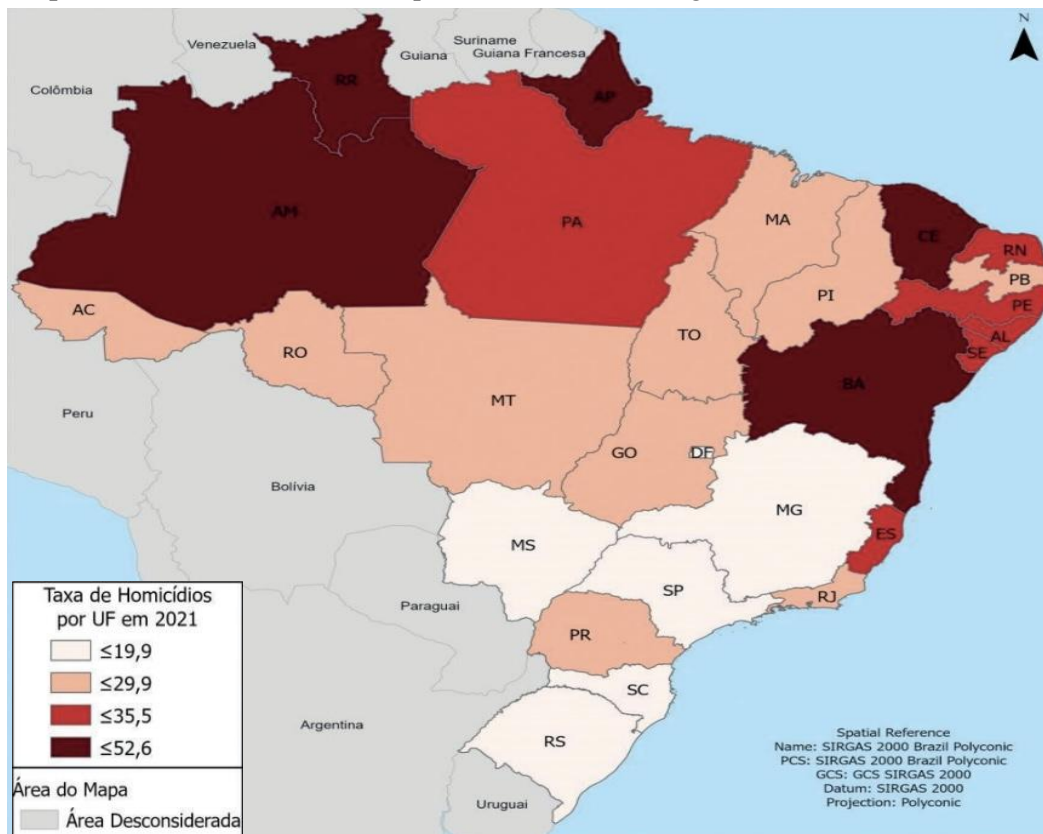 N
Venezuela
Suriname
Guiana
Guiana Francesa
Colômbia
RR
AP
AM
PA
MA
CE
RN
PB
PI
PE
AL
SE
AC
TO
RO
BA
MT
Peru
GO
DF
Bolívia
MG
MS
ES
SP
RJ
Paraguai
PR
SC
Argentina
RS
Uruguai
Taxa de Homicídios
por UF em 2021
≤19,9
≤29,9
≤35,5
≤52,6
Área do Mapa
Área Desconsiderada
Spatial Reference
Name: SIRGAS 2000 Brazil Polyconic
PCS: SIRGAS 2000 Brazil Polyconic
GCS: GCS SIRGAS 2000
Datum: SIRGAS 2000
Projection: Polyconic